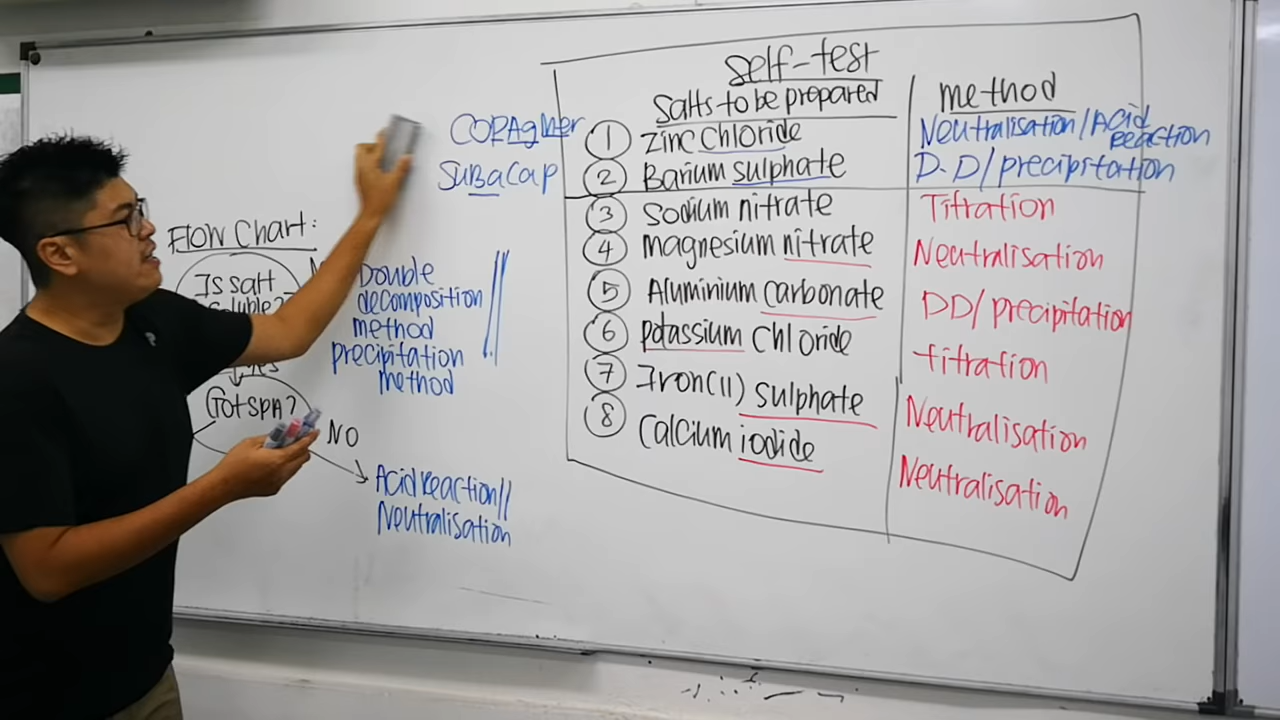 Self-test
Salts to be prepared method
① Zinc Chloride Neutralisation/Acid Reaction
② Barium sulphate D.D/precipitation
③ Sodium nitrate Titration
④ magnesium nitrate Neutralisation
⑤ Aluminium carbonate DD/precipitation
⑥ potassium chloride titration
⑦ Iron(II) sulphate Neutralisation
⑧ Calcium iodide Neutralisation
SuBaCaP
Flow Chart:
Is salt
Double
decomposition
method
precipitation
method
Yes
Got SPA?
NO
Acid Reaction//
Neutralisation